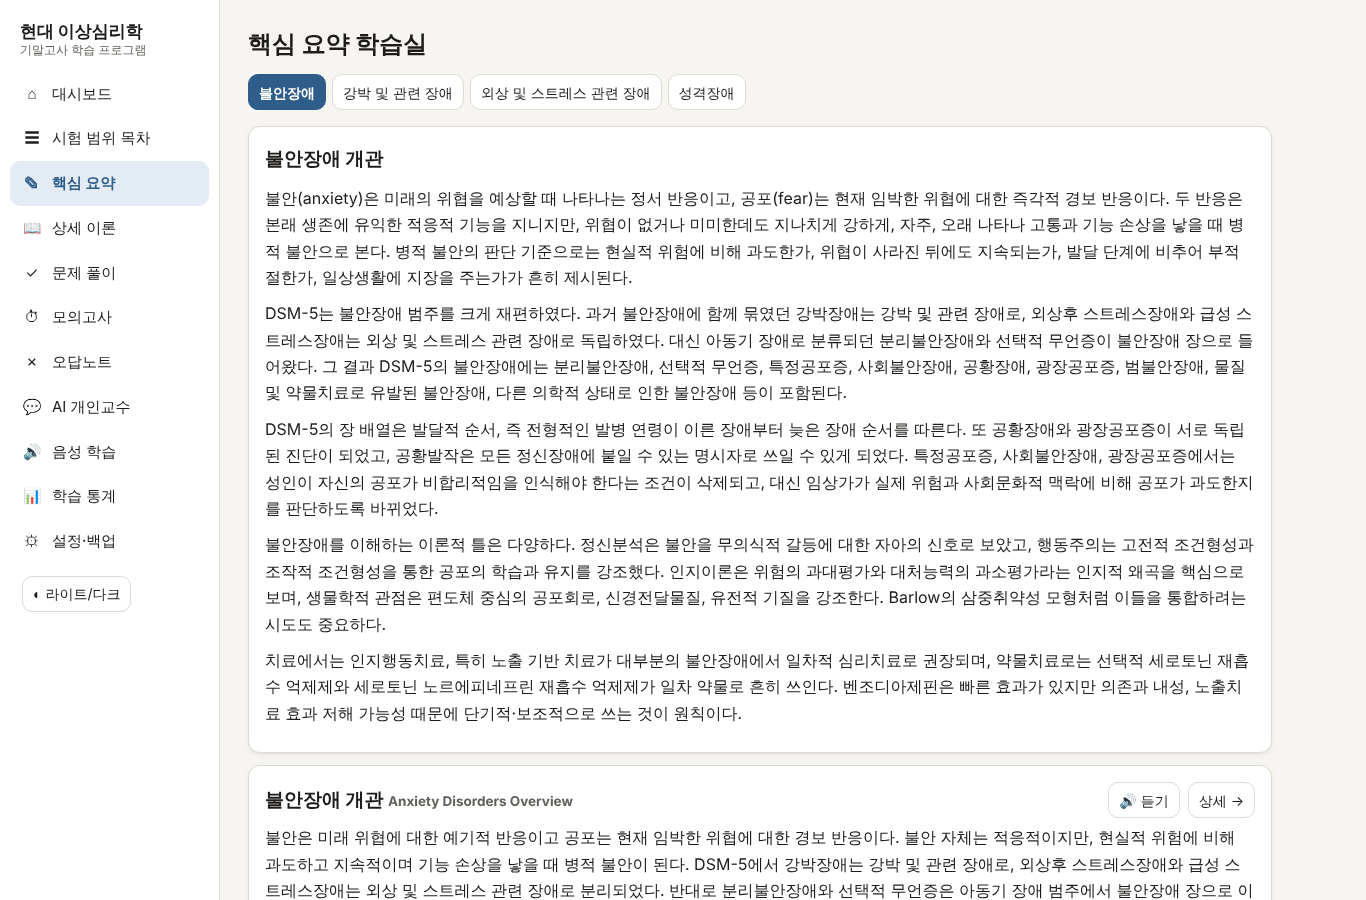 현대 이상심리학
기말고사 학습 프로그램
대시보드
시험 범위 목차
핵심 요약
상세 이론
문제 풀이
모의고사
오답노트
AI 개인교수
음성 학습
학습 통계
설정·백업
라이트/다크
핵심 요약 학습실
불안장애
강박 및 관련 장애
외상 및 스트레스 관련 장애
성격장애
불안장애 개관
불안(anxiety)은 미래의 위협을 예상할 때 나타나는 정서 반응이고, 공포(fear)는 현재 임박한 위협에 대한 즉각적 경보 반응이다. 두 반응은
본래 생존에 유익한 적응적 기능을 지니지만, 위협이 없거나 미미한데도 지나치게 강하게, 자주, 오래 나타나 고통과 기능 손상을 낳을 때 병
적 불안으로 본다. 병적 불안의 판단 기준으로는 현실적 위험에 비해 과도한가, 위협이 사라진 뒤에도 지속되는가, 발달 단계에 비추어 부적
절한가, 일상생활에 지장을 주는가가 흔히 제시된다.
DSM-5는 불안장애 범주를 크게 재편하였다. 과거 불안장애에 함께 묶였던 강박장애는 강박 및 관련 장애로, 외상후 스트레스장애와 급성 스
트레스장애는 외상 및 스트레스 관련 장애로 독립하였다. 대신 아동기 장애로 분류되던 분리불안장애와 선택적 무언증이 불안장애 장으로 들
어왔다. 그 결과 DSM-5의 불안장애에는 분리불안장애, 선택적 무언증, 특정공포증, 사회불안장애, 공황장애, 광장공포증, 범불안장애, 물질
및 약물치료로 유발된 불안장애, 다른 의학적 상태로 인한 불안장애 등이 포함된다.
DSM-5의 장 배열은 발달적 순서, 즉 전형적인 발병 연령이 이른 장애부터 늦은 장애 순서를 따른다. 또 공황장애와 광장공포증이 서로 독립
된 진단이 되었고, 공황발작은 모든 정신장애에 붙일 수 있는 명시자로 쓰일 수 있게 되었다. 특정공포증, 사회불안장애, 광장공포증에서는
성인이 자신의 공포가 비합리적임을 인식해야 한다는 조건이 삭제되고, 대신 임상가가 실제 위험과 사회문화적 맥락에 비해 공포가 과도한지
를 판단하도록 바뀌었다.
불안장애를 이해하는 이론적 틀은 다양하다. 정신분석은 불안을 무의식적 갈등에 대한 자아의 신호로 보았고, 행동주의는 고전적 조건형성과
조작적 조건형성을 통한 공포의 학습과 유지를 강조했다. 인지이론은 위험의 과대평가와 대처능력의 과소평가라는 인지적 왜곡을 핵심으로
보며, 생물학적 관점은 편도체 중심의 공포회로, 신경전달물질, 유전적 기질을 강조한다. Barlow의 삼중취약성 모형처럼 이들을 통합하려는
시도도 중요하다.
치료에서는 인지행동치료, 특히 노출 기반 치료가 대부분의 불안장애에서 일차적 심리치료로 권장되며, 약물치료로는 선택적 세로토닌 재흡
수 억제제와 세로토닌 노르에피네프린 재흡수 억제제가 일차 약물로 흔히 쓰인다. 벤조디아제핀은 빠른 효과가 있지만 의존과 내성, 노출치
료 효과 저해 가능성 때문에 단기적·보조적으로 쓰는 것이 원칙이다.
불안장애 개관 Anxiety Disorders Overview
듣기
상세 →
불안은 미래 위협에 대한 예기적 반응이고 공포는 현재 임박한 위협에 대한 경보 반응이다. 불안 자체는 적응적이지만, 현실적 위험에 비해
과도하고 지속적이며 기능 손상을 낳을 때 병적 불안이 된다. DSM-5에서 강박장애는 강박 및 관련 장애로, 외상후 스트레스장애와 급성 스
트레스장애는 외상 및 스트레스 관련 장애로 분리되었다. 반대로 분리불안장애와 선택적 무언증은 아동기 장애 범주에서 불안장애 장으로 이